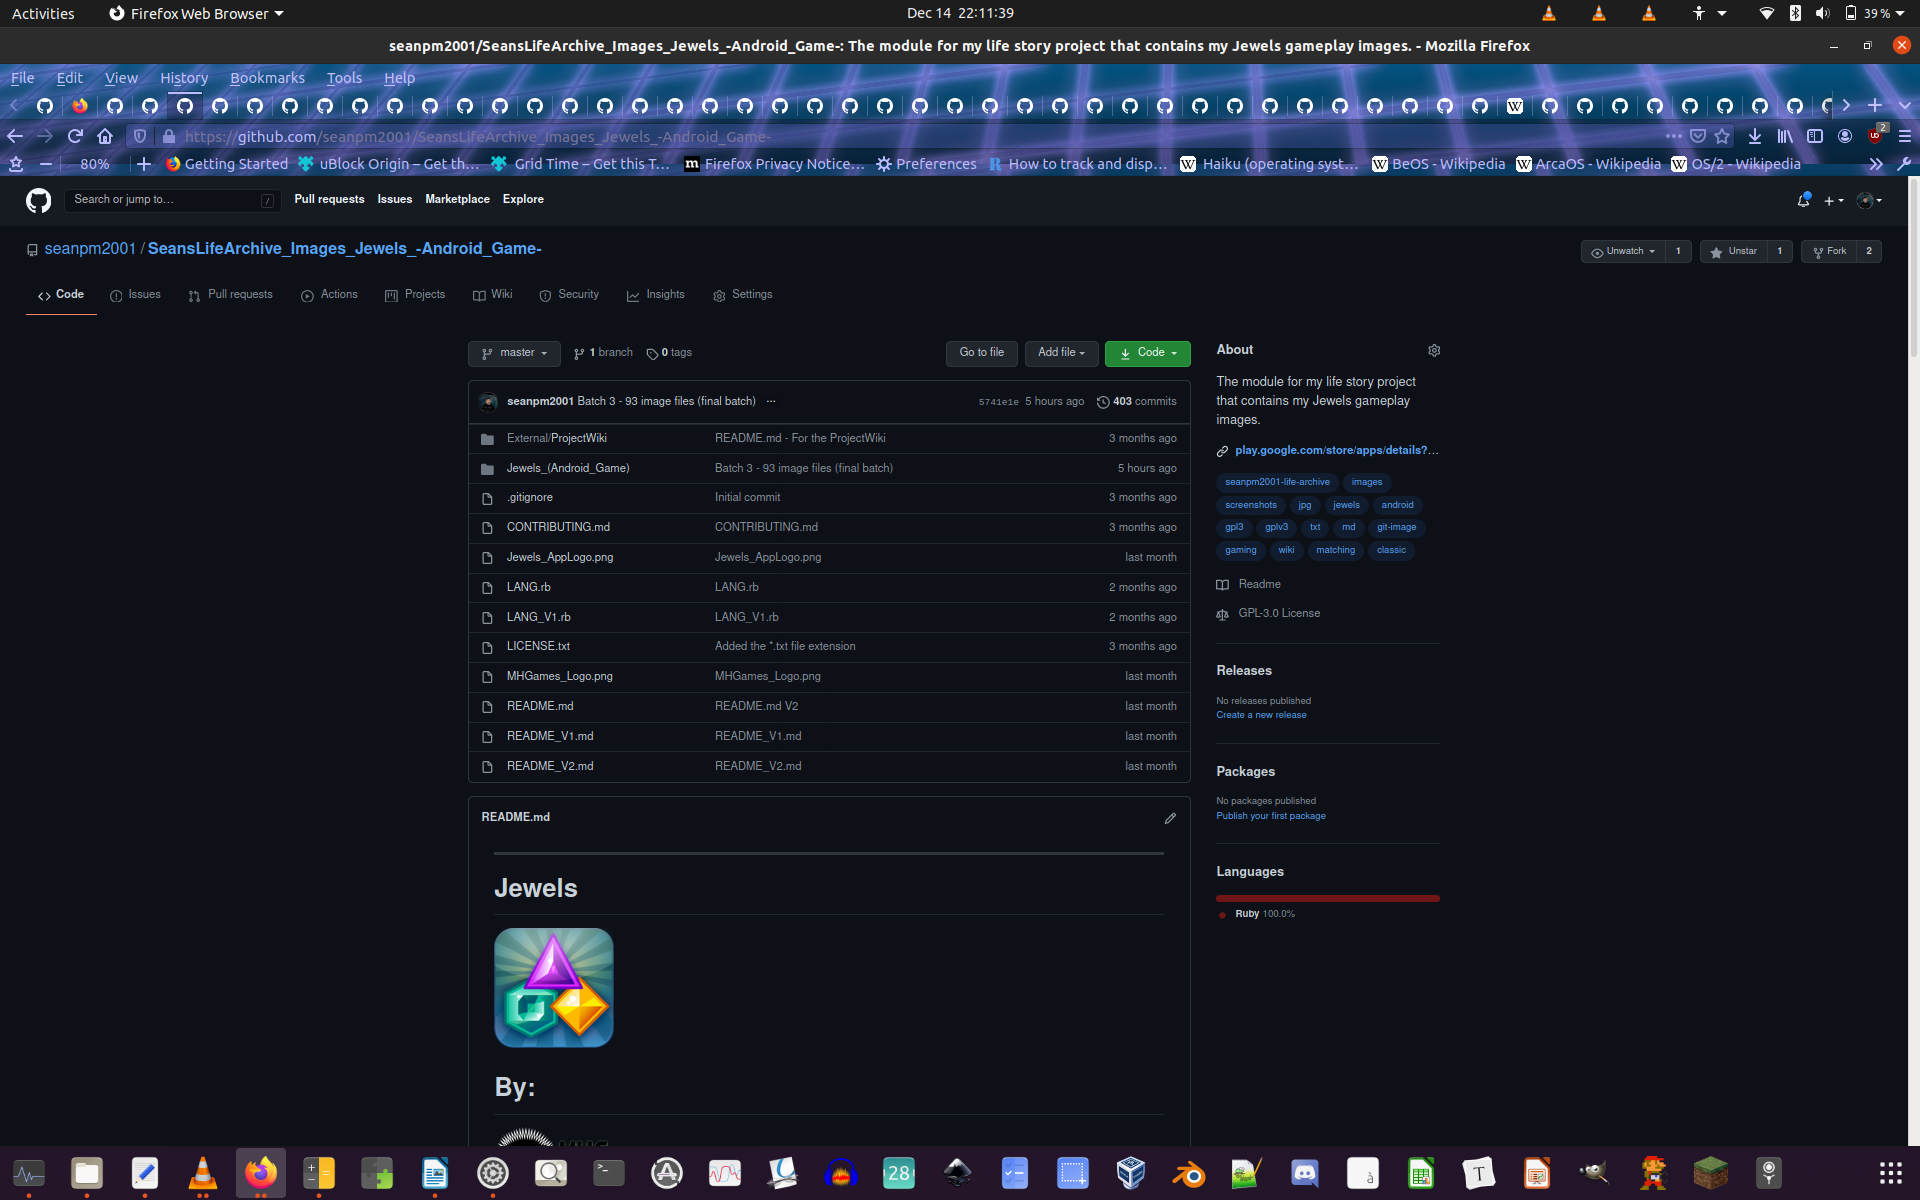 Activities Firefox Web Browser Dec 14 22:11:39 39 %
seanpm2001/SeansLifeArchive_Images_Jewels_-Android_Game-: The module for my life story project that contains my Jewels gameplay images. - Mozilla Firefox
File Edit View History Bookmarks Tools Help
https://github.com/seanpm2001/SeansLifeArchive_Images_Jewels_-Android_Game- 2
80% Getting Started uBlock Origin – Get th… Grid Time – Get this T… Firefox Privacy Notice… Preferences How to track and disp… Haiku (operating syst… BeOS - Wikipedia ArcaOS - Wikipedia OS/2 - Wikipedia
Search or jump to… / Pull requests Issues Marketplace Explore
seanpm2001 / SeansLifeArchive_Images_Jewels_-Android_Game- Unwatch 1 Unstar 1 Fork 2
Code Issues Pull requests Actions Projects Wiki Security Insights Settings
master 1 branch 0 tags Go to file Add file Code
seanpm2001 Batch 3 - 93 image files (final batch) ... 5741e1e 5 hours ago 403 commits
External/ProjectWiki README.md - For the ProjectWiki 3 months ago
Jewels_(Android_Game) Batch 3 - 93 image files (final batch) 5 hours ago
.gitignore Initial commit 3 months ago
CONTRIBUTING.md CONTRIBUTING.md 3 months ago
Jewels_AppLogo.png Jewels_AppLogo.png last month
LANG.rb LANG.rb 2 months ago
LANG_V1.rb LANG_V1.rb 2 months ago
LICENSE.txt Added the *.txt file extension 3 months ago
MHGames_Logo.png MHGames_Logo.png last month
README.md README.md V2 last month
README_V1.md README_V1.md last month
README_V2.md README_V2.md last month
README.md
Jewels
By:
About
The module for my life story project
that contains my Jewels gameplay
images.
play.google.com/store/apps/details?…
seanpm2001-life-archive images
screenshots jpg jewels android
gpl3 gplv3 txt md git-image
gaming wiki matching classic
Readme
GPL-3.0 License
Releases
No releases published
Create a new release
Packages
No packages published
Publish your first package
Languages
Ruby 100.0%
28